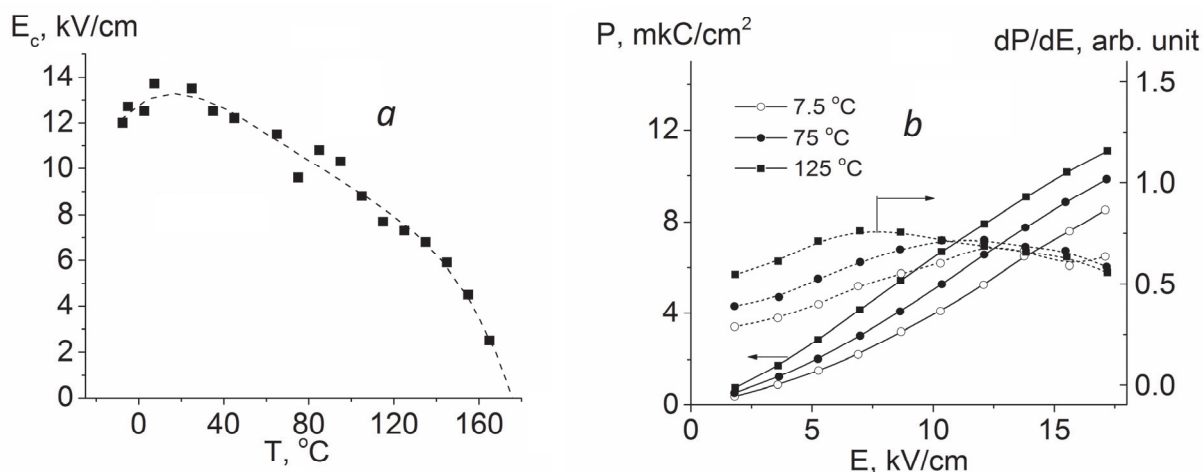 E_c, kV/cm
14
12
10
8
6
4
2
0
0 40 80 120 160
T, °C
a
P, mkC/cm²
dP/dE, arb. unit
12
8
4
0
7.5 °C
75 °C
125 °C
b
1.5
1.0
0.5
0.0
0 5 10 15
E, kV/cm